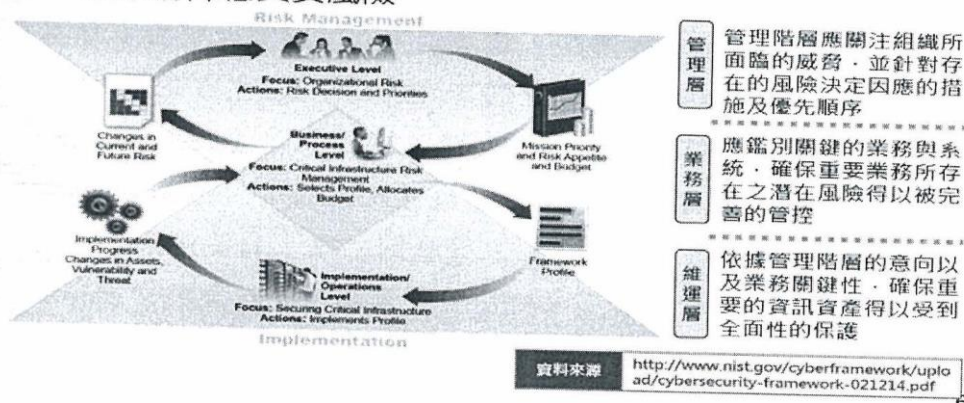 Risk Management
Executive Level
Focus: Organizational Risk
Actions: Risk Decision and Priorities
Changes in
Current and
Future Risk
Mission Priority
and Risk Appetite
and Budget
Business/
Process
Level
Focus: Critical Infrastructure Risk
Management
Actions: Selects Profile, Allocates
Budget
Implementation
Progress
Changes in Assets,
Vulnerability and
Threat
Framework
Profile
Implementation/
Operations
Level
Focus: Securing Critical Infrastructure
Actions: Implements Profile
Implementation
管理層
管理階層應關注組織所
面臨的威脅,並針對存
在的風險決定因應的措
施及優先順序
業務層
應鑑別關鍵的業務與系
統,確保重要業務所存
在之潛在風險得以被完
善的管控
維運層
依據管理階層的意向以
及業務關鍵性,確保重
要的資訊資產得以受到
全面性的保護
資料來源
http://www.nist.gov/cyberframework/uplo
ad/cybersecurity-framework-021214.pdf